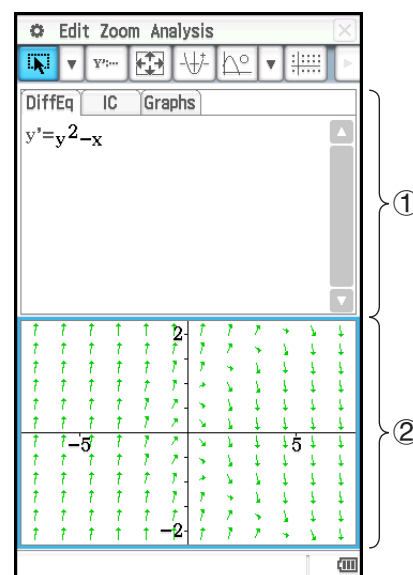 Edit Zoom Analysis
Y':···
DiffEq IC Graphs
y'=y²-x
①
2
-5 5
-2
②